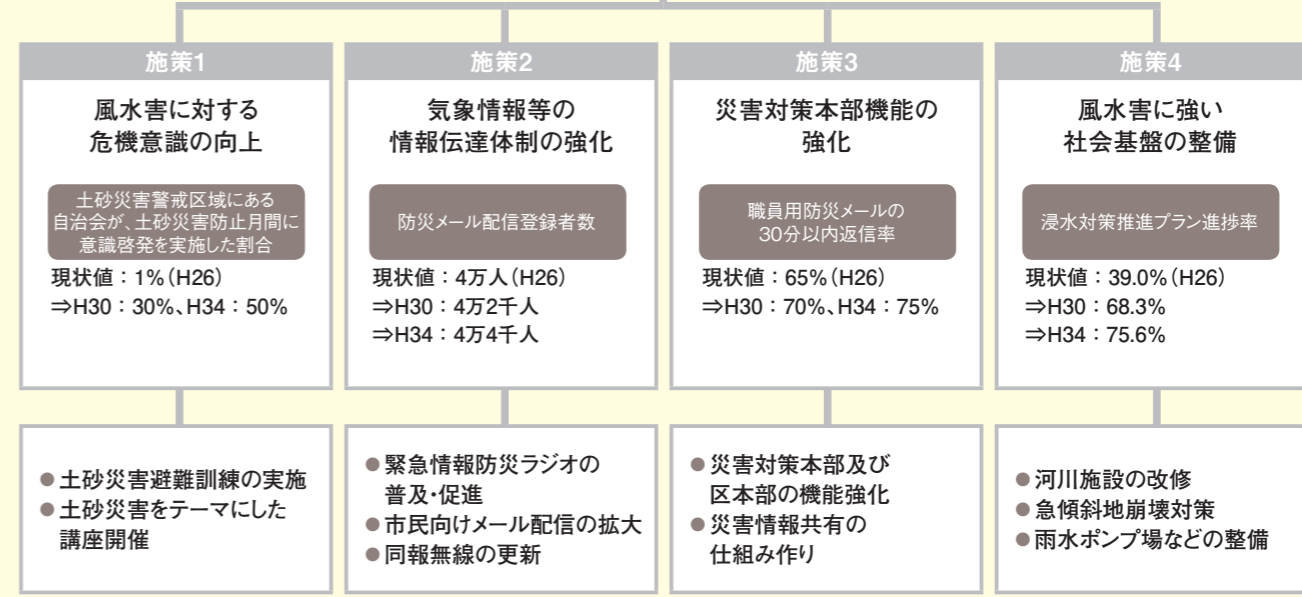 施策1
風水害に対する
危機意識の向上
土砂災害警戒区域にある
自治会が、土砂災害防止月間に
意識啓発を実施した割合
現状値：1%（H26）
⇒H30：30%、H34：50%
●土砂災害避難訓練の実施
●土砂災害をテーマにした
講座開催
施策2
気象情報等の
情報伝達体制の強化
防災メール配信登録者数
現状値：4万人（H26）
⇒H30：4万2千人
⇒H34：4万4千人
●緊急情報防災ラジオの
普及・促進
●市民向けメール配信の拡大
●同報無線の更新
施策3
災害対策本部機能の
強化
職員用防災メールの
30分以内返信率
現状値：65%（H26）
⇒H30：70%、H34：75%
●災害対策本部及び
区本部の機能強化
●災害情報共有の
仕組み作り
施策4
風水害に強い
社会基盤の整備
浸水対策推進プラン進捗率
現状値：39.0%（H26）
⇒H30：68.3%
⇒H34：75.6%
●河川施設の改修
●急傾斜地崩壊対策
●雨水ポンプ場などの整備